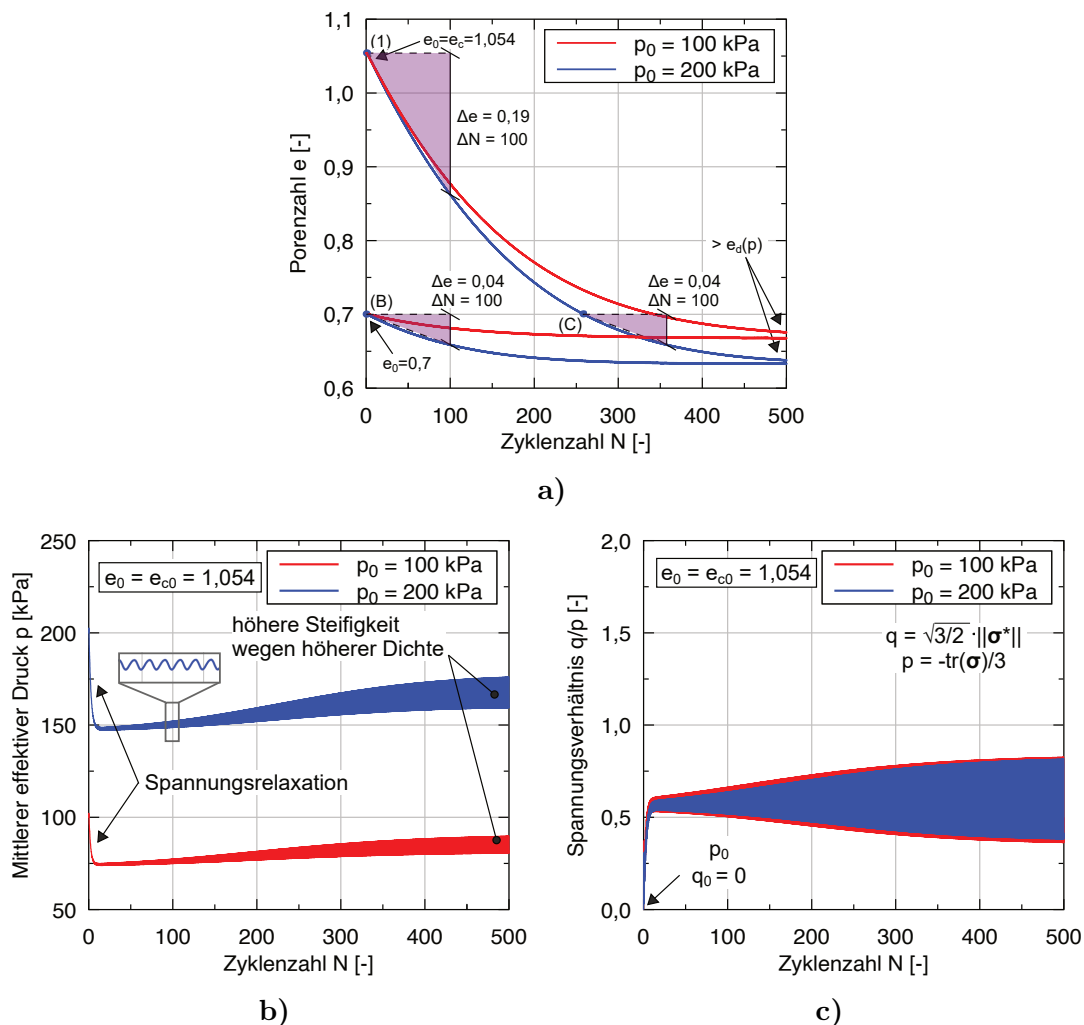 1,1
1,0
0,9
0,8
0,7
0,6
Porenzahl e [-]
(1)
e0=ec=1,054
p0 = 100 kPa
p0 = 200 kPa
Δe = 0,19
ΔN = 100
> ed(p)
Δe = 0,04
ΔN = 100
Δe = 0,04
ΔN = 100
(B)
(C)
e0=0,7
0 100 200 300 400 500
Zyklenzahl N [-]
a)
250
200
150
100
50
Mittlerer effektiver Druck p [kPa]
e0 = ec0 = 1,054
p0 = 100 kPa
p0 = 200 kPa
höhere Steifigkeit
wegen höherer Dichte
Spannungsrelaxation
0 100 200 300 400 500
Zyklenzahl N [-]
b)
2,0
1,5
1,0
0,5
0,0
Spannungsverhältnis q/p [-]
e0 = ec0 = 1,054
p0 = 100 kPa
p0 = 200 kPa
q = √3/2 ·||σ*||
p = -tr(σ)/3
p0
q0 = 0
0 100 200 300 400 500
Zyklenzahl N [-]
c)